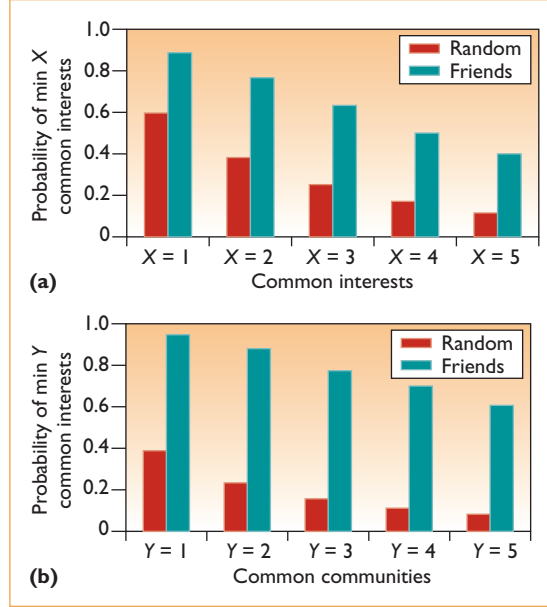 1.0
0.8
0.6
0.4
0.2
0
Probability of min X
common interests
Random
Friends
X = 1
X = 2
X = 3
X = 4
X = 5
(a)
Common interests
1.0
0.8
0.6
0.4
0.2
0
Probability of min Y
common interests
Random
Friends
Y = 1
Y = 2
Y = 3
Y = 4
Y = 5
(b)
Common communities